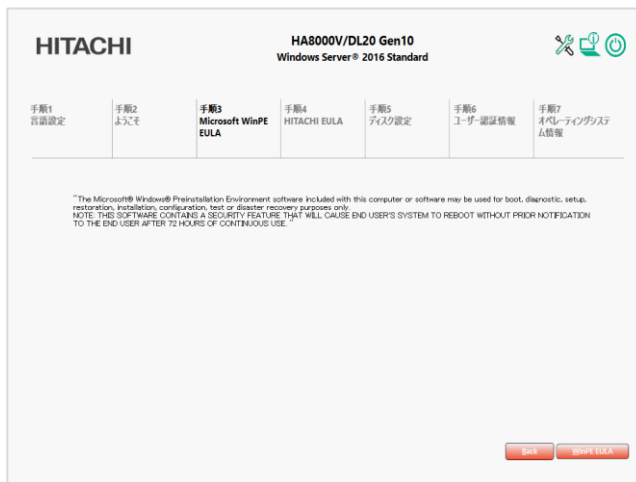 HITACHI
HA8000V/DL20 Gen10
Windows Server® 2016 Standard
手順1
言語設定
手順2
ようこそ
手順3
Microsoft WinPE
EULA
手順4
HITACHI EULA
手順5
ディスク設定
手順6
ユーザー認証情報
手順7
オペレーティングシステ
ム情報
"The Microsoft® Windows® Preinstallation Environment software included with this computer or software may be used for boot, diagnostic, setup,
restoration, installation, configuration, test or disaster recovery purposes only.
NOTE: THIS SOFTWARE CONTAINS A SECURITY FEATURE THAT WILL CAUSE END USER'S SYSTEM TO REBOOT WITHOUT PRIOR NOTIFICATION
TO THE END USER AFTER 72 HOURS OF CONTINUOUS USE. "
Back
WinPE EULA